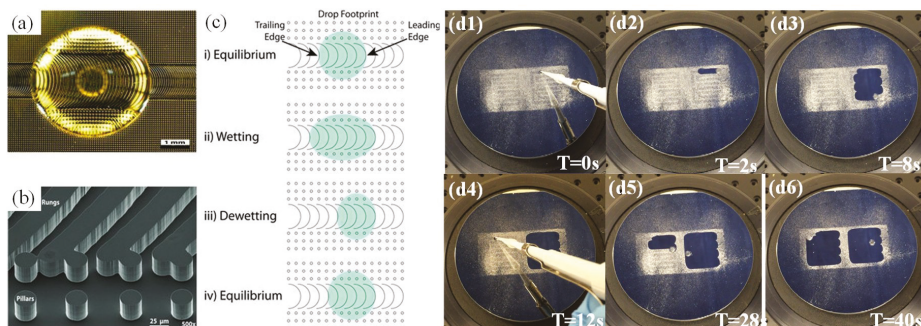 (a)
1 mm
(b)
Rungs
Pillars
25 μm
500x
(c)
Drop Footprint
Trailing
Edge
Leading
Edge
i) Equilibrium
ii) Wetting
iii) Dewetting
iv) Equilibrium
(d1)
T=0s
(d2)
T=2s
(d3)
T=8s
(d4)
T=12s
(d5)
T=28s
(d6)
T=40s